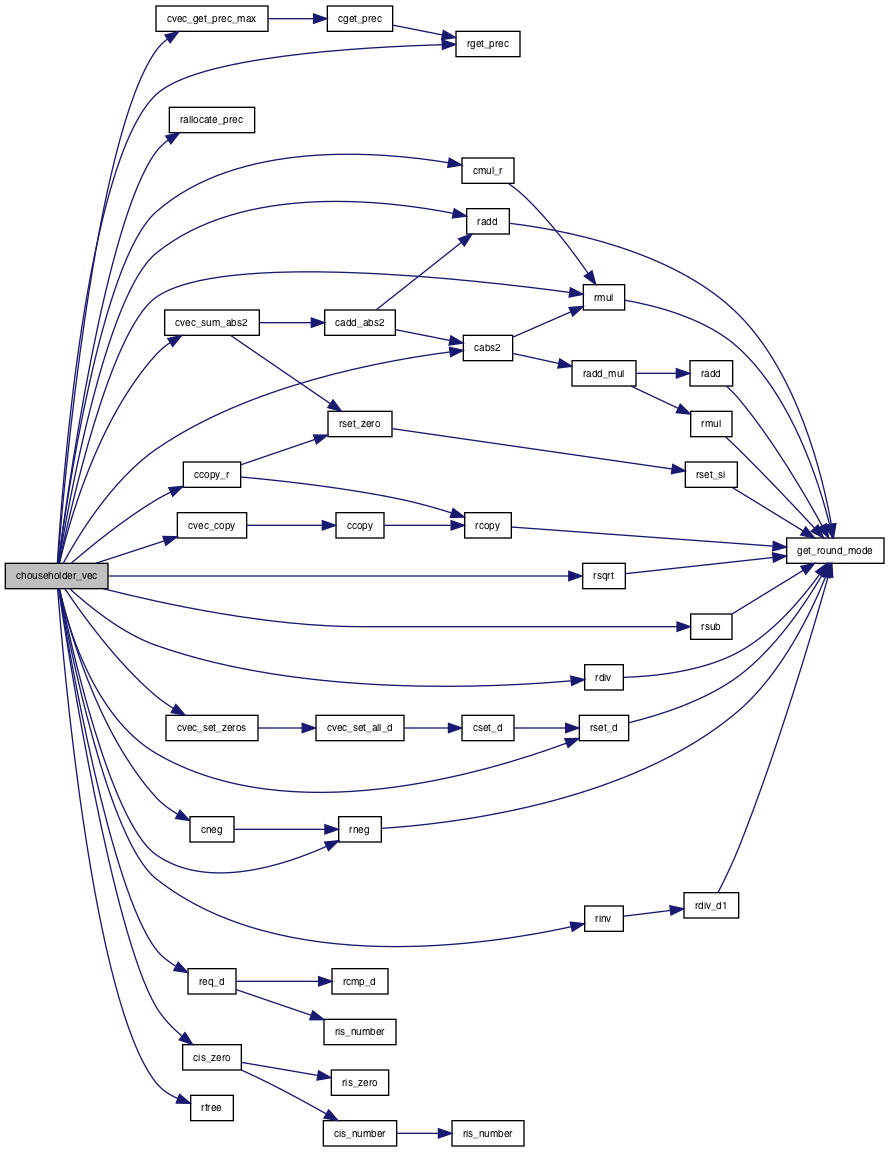 cvec_get_prec_max
cget_prec
rget_prec
rallocate_prec
cmul_r
radd
rmul
cvec_sum_abs2
cadd_abs2
cabs2
radd_mul
radd
rset_zero
rmul
ccopy_r
rset_si
cvec_copy
ccopy
rcopy
get_round_mode
chouseholder_vec
rsqrt
rsub
rdiv
cvec_set_zeros
cvec_set_all_d
cset_d
rset_d
cneg
rneg
rinv
rdiv_d1
req_d
rcmp_d
ris_number
cis_zero
ris_zero
rfree
cis_number
ris_number